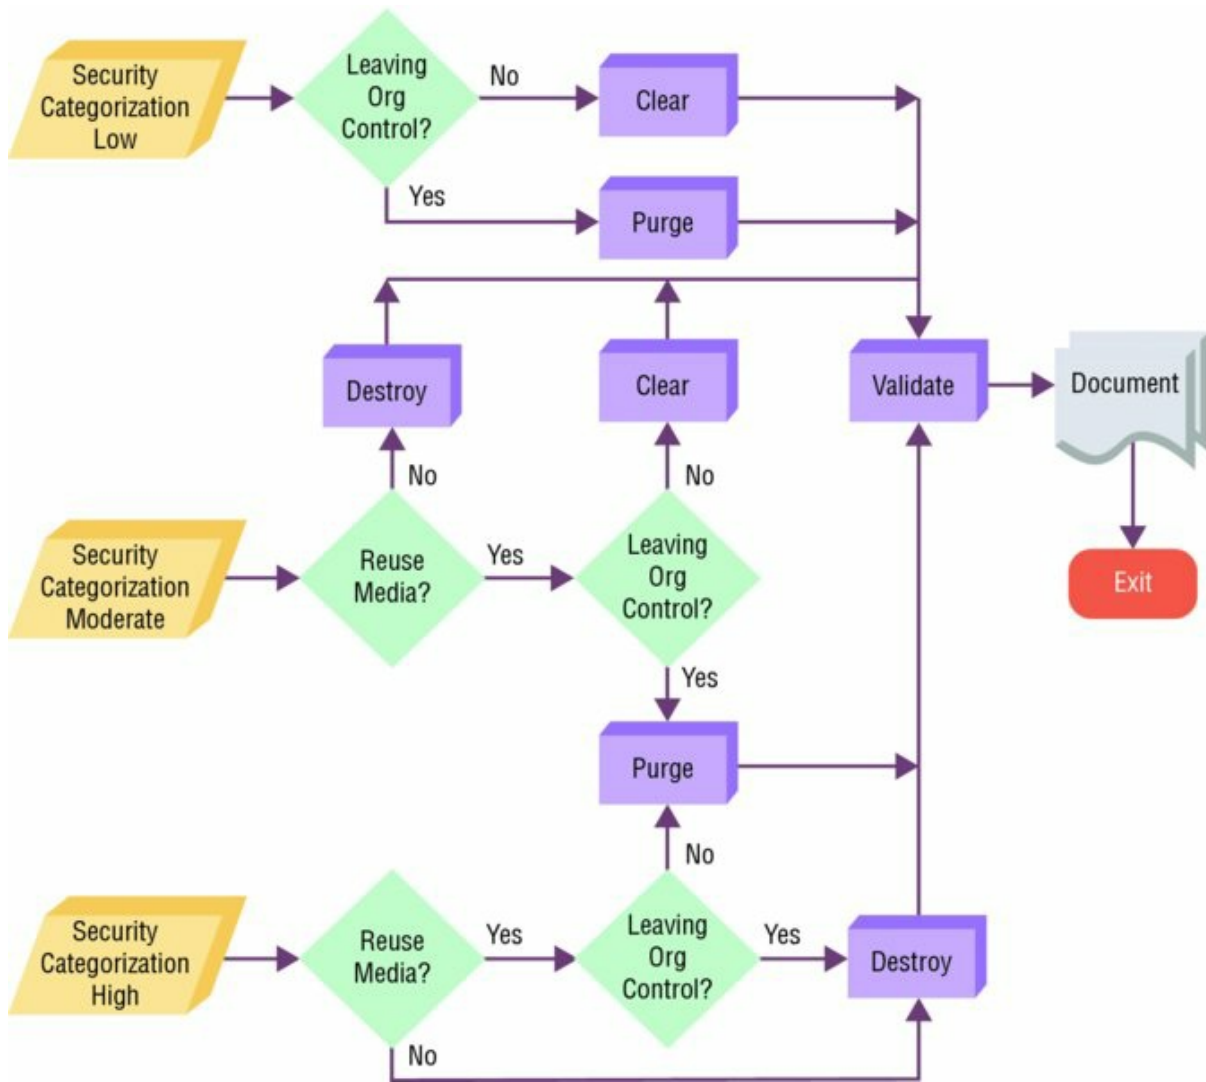 Security
Categorization
Low
Leaving
Org
Control?
No
Clear
Yes
Purge
Destroy
Clear
Validate
Document
No
No
Security
Categorization
Moderate
Reuse
Media?
Yes
Leaving
Org
Control?
Exit
Yes
Purge
No
Security
Categorization
High
Reuse
Media?
Yes
Leaving
Org
Control?
Yes
Destroy
No